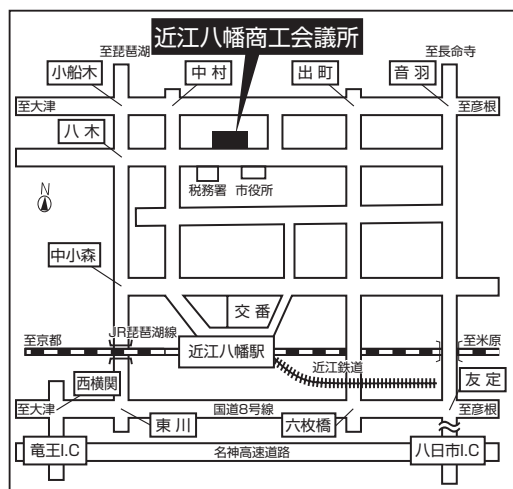 近江八幡商工会議所
至琵琶湖
至長命寺
小船木
中村
出町
音羽
至大津
至彦根
八木
税務署
市役所
N
中小森
交番
至京都
JR琵琶湖線
近江八幡駅
至米原
近江鉄道
西横関
友定
至大津
東川
国道8号線
六枚橋
至彦根
竜王I.C
名神高速道路
八日市I.C